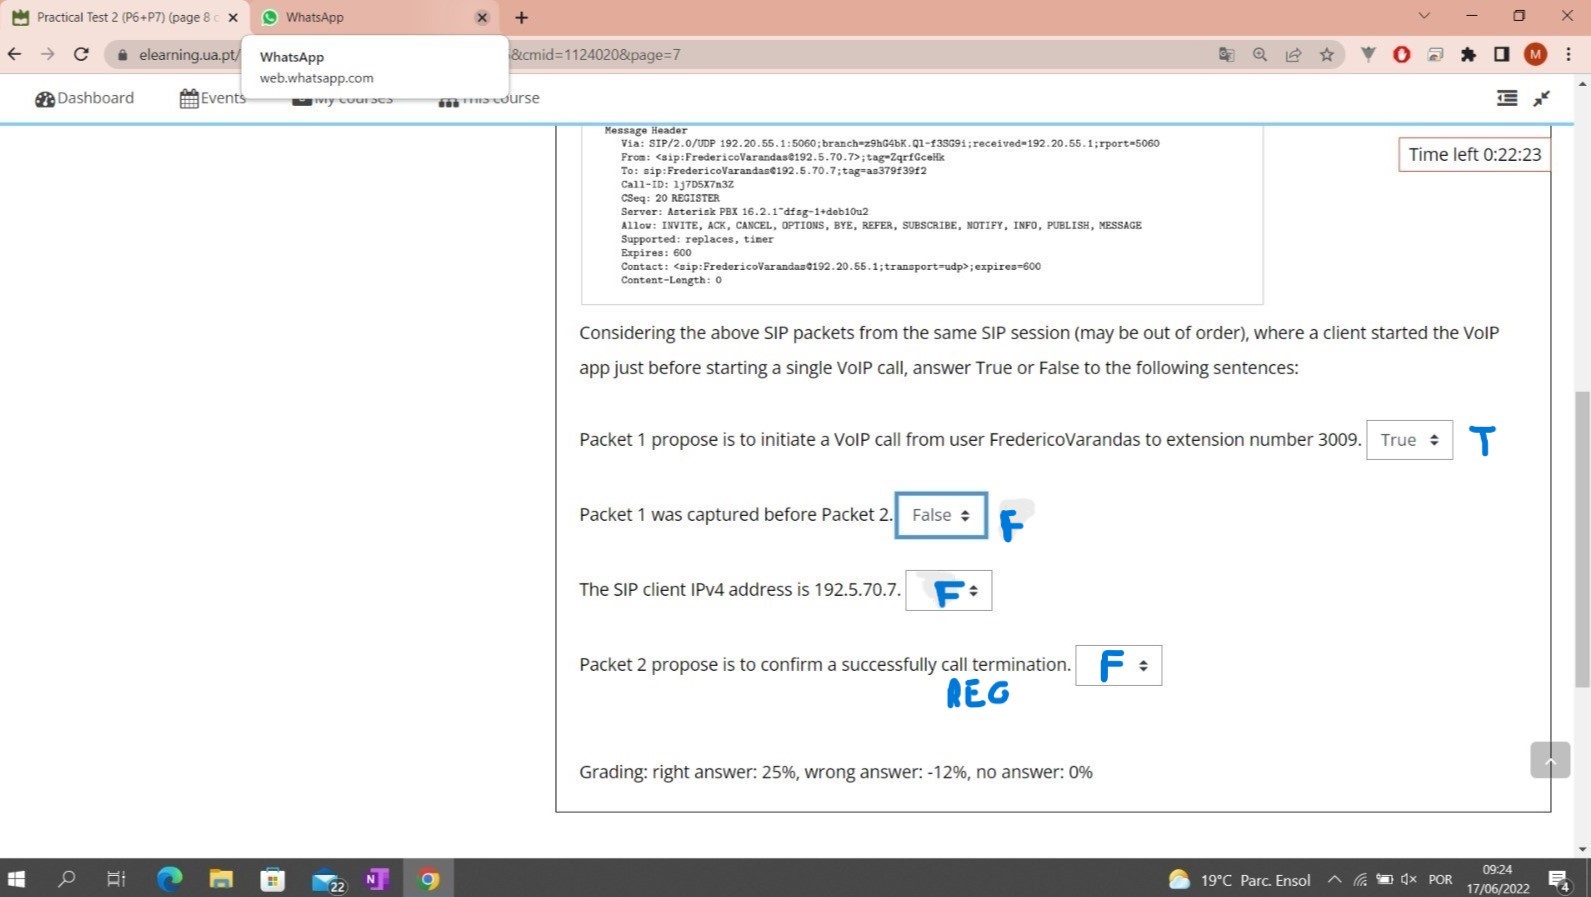 Practical Test 2 (P6+P7) (page 8 o
WhatsApp
elearning.ua.pt/
WhatsApp
web.whatsapp.com
&cmid=1124020&page=7
M
Dashboard
Events
My courses
This course
Time left 0:22:23
Message Header
Via: SIP/2.0/UDP 192.20.55.1:5060;branch=z9hG4bK.Ql-f3SG9i;received=192.20.55.1;rport=5060
From: <sip:FredericoVarandas@192.5.70.7>;tag=ZqrfGceHk
To: sip:FredericoVarandas@192.5.70.7;tag=as379f39f2
Call-ID: lj7D5X7n3Z
CSeq: 20 REGISTER
Server: Asterisk PBX 16.2.1~dfsg-1+deb10u2
Allow: INVITE, ACK, CANCEL, OPTIONS, BYE, REFER, SUBSCRIBE, NOTIFY, INFO, PUBLISH, MESSAGE
Supported: replaces, timer
Expires: 600
Contact: <sip:FredericoVarandas@192.20.55.1;transport=udp>;expires=600
Content-Length: 0
Considering the above SIP packets from the same SIP session (may be out of order), where a client started the VoIP
app just before starting a single VoIP call, answer True or False to the following sentences:
Packet 1 propose is to initiate a VoIP call from user FredericoVarandas to extension number 3009. True T
Packet 1 was captured before Packet 2. False F
The SIP client IPv4 address is 192.5.70.7. F
Packet 2 propose is to confirm a successfully call termination. F
REG
Grading: right answer: 25%, wrong answer: -12%, no answer: 0%
22
N
19°C Parc. Ensol
POR
09:24
17/06/2022
4